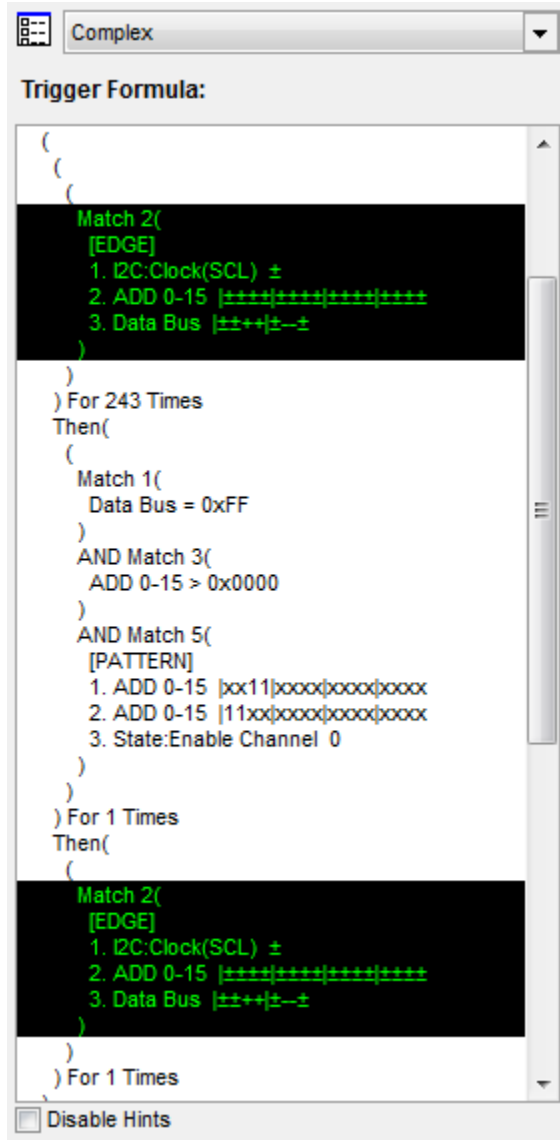 Complex
Trigger Formula:
(
(
(
Match 2(
[EDGE]
1. I2C:Clock(SCL) ±
2. ADD 0-15 |±±±±|±±±±|±±±±|±±±±
3. Data Bus |±±++|±--±
)
)
) For 243 Times
Then(
(
Match 1(
Data Bus = 0xFF
)
AND Match 3(
ADD 0-15 > 0x0000
)
AND Match 5(
[PATTERN]
1. ADD 0-15 |xx11|xxxx|xxxx|xxxx
2. ADD 0-15 |11xx|xxxx|xxxx|xxxx
3. State:Enable Channel 0
)
)
) For 1 Times
Then(
(
Match 2(
[EDGE]
1. I2C:Clock(SCL) ±
2. ADD 0-15 |±±±±|±±±±|±±±±|±±±±
3. Data Bus |±±++|±--±
)
)
) For 1 Times
)
Disable Hints